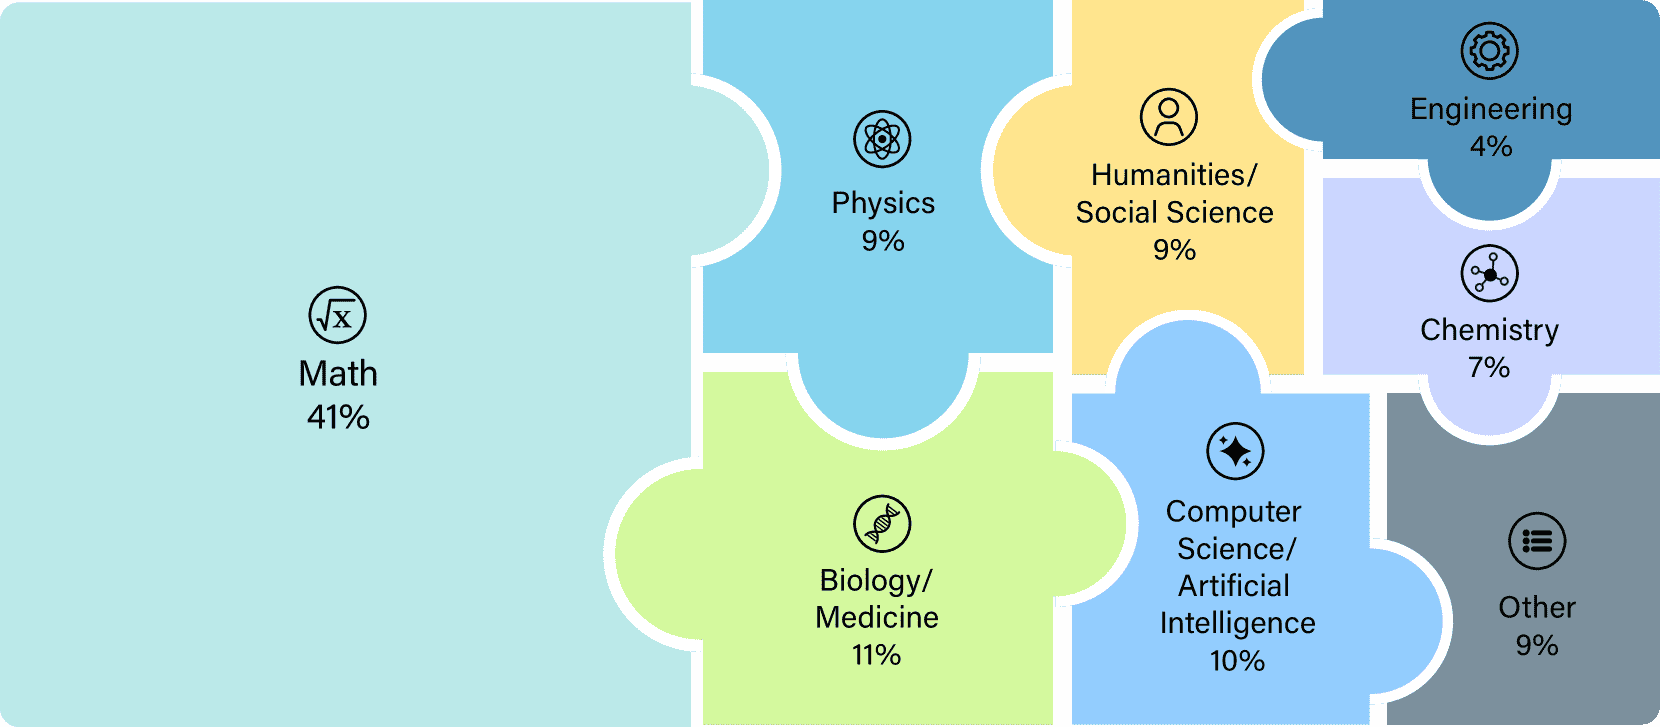 √x
Math
41%
Physics
9%
Humanities/
Social Science
9%
Engineering
4%
Chemistry
7%
Biology/
Medicine
11%
Computer
Science/
Artificial
Intelligence
10%
Other
9%